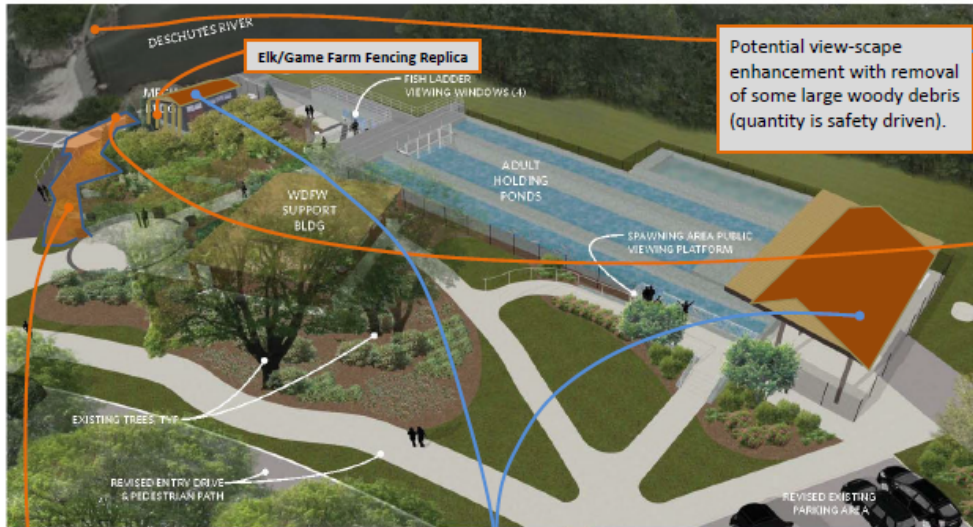 DESCHUTES RIVER
Elk/Game Farm Fencing Replica
Potential view-scape
enhancement with removal
of some large woody debris
(quantity is safety driven).
FISH LADDER
VIEWING WINDOWS (4)
ADULT
HOLDING
PONDS
WDFW
SUPPORT
BLDG
SPAWNING AREA PUBLIC
VIEWING PLATFORM
EXISTING TREES, TYP.
REVISED ENTRY DRIVE
& PEDESTRIAN PATH
REVISED EXISTING
PARKING AREA